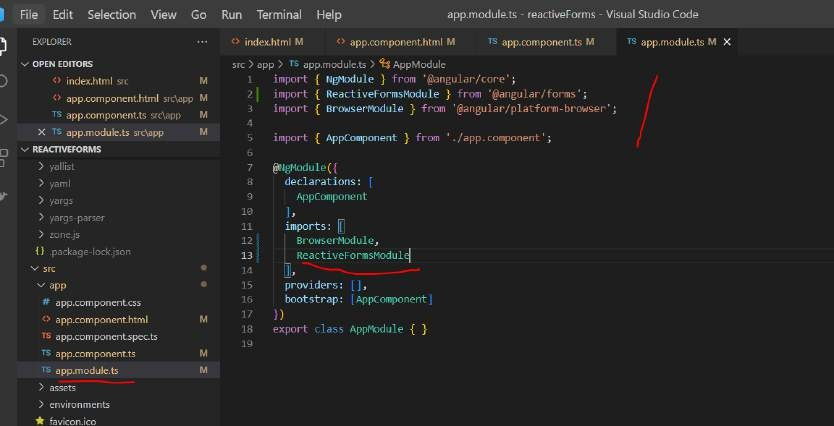 File Edit Selection View Go Run Terminal Help app.module.ts - reactiveForms - Visual Studio Code
EXPLORER ...
OPEN EDITORS
index.html src M
app.component.html src\app M
TS app.component.ts src\app M
TS app.module.ts src\app M
REACTIVEFORMS
yallist
yaml
yargs
yargs-parser
zone.js
{} .package-lock.json
src
app
# app.component.css
app.component.html M
TS app.component.spec.ts
TS app.component.ts M
TS app.module.ts M
assets
environments
favicon.ico
index.html M
app.component.html M
TS app.component.ts M
TS app.module.ts M
src > app > TS app.module.ts > AppModule
1 import { NgModule } from '@angular/core';
2 import { ReactiveFormsModule } from '@angular/forms';
3 import { BrowserModule } from '@angular/platform-browser';
4
5 import { AppComponent } from './app.component';
6
7 @NgModule({
8 declarations: [
9 AppComponent
10 ],
11 imports: [
12 BrowserModule,
13 ReactiveFormsModule
14 ],
15 providers: [],
16 bootstrap: [AppComponent]
17 })
18 export class AppModule { }
19